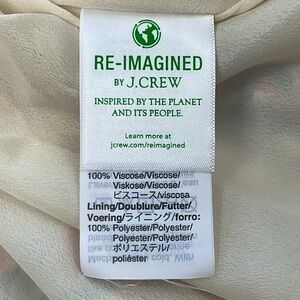 RE-IMAGINED
BY J.CREW
INSPIRED BY THE PLANET
AND ITS PEOPLE.
Learn more at
jcrew.com/reimagined
100% Viscose/Viscose/
Viskose/Viscose/
ビスコース/viscosa
Lining/Doublure/Futter/
Voering/ライニング/forro:
100% Polyester/Polyester/
Polyester/Polyester/
ポリエステル/
poliéster